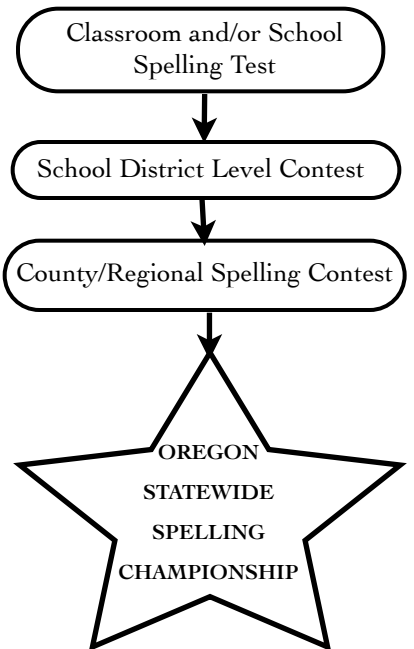 Classroom and/or School
Spelling Test
School District Level Contest
County/Regional Spelling Contest
OREGON
STATEWIDE
SPELLING
CHAMPIONSHIP